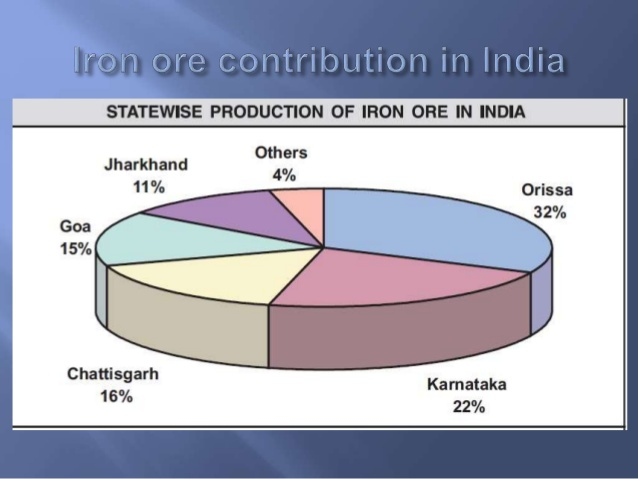 Iron ore contribution in India
STATEWISE PRODUCTION OF IRON ORE IN INDIA
Others
4%
Jharkhand
11%
Orissa
32%
Goa
15%
Chattisgarh
16%
Karnataka
22%